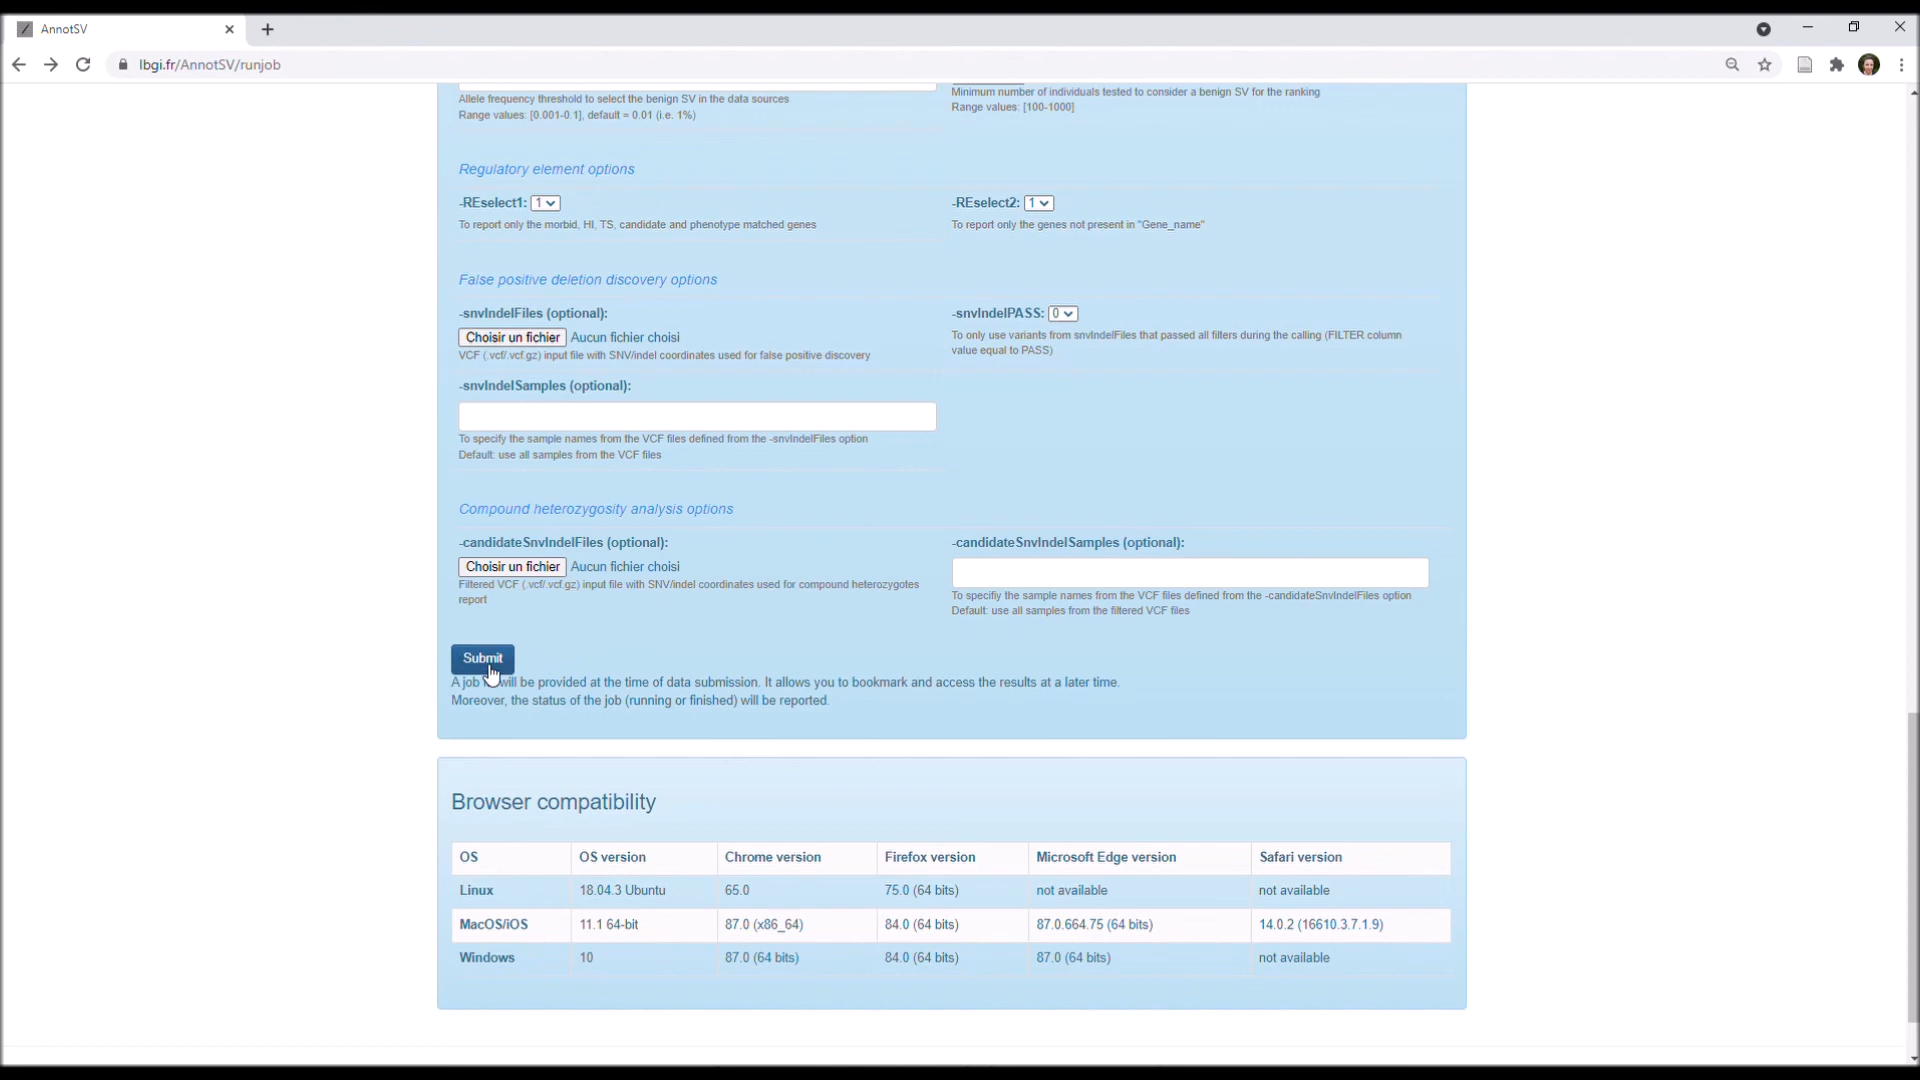 AnnotSV
lbgi.fr/AnnotSV/runjob
Allele frequency threshold to select the benign SV in the data sources
Range values: [0.001-0.1], default = 0.01 (i.e. 1%)
Minimum number of individuals tested to consider a benign SV for the ranking
Range values: [100-1000]
Regulatory element options
-REselect1: 1
To report only the morbid, HI, TS, candidate and phenotype matched genes
-REselect2: 1
To report only the genes not present in "Gene_name"
False positive deletion discovery options
-snvIndelFiles (optional):
Choisir un fichier Aucun fichier choisi
VCF (.vcf/.vcf.gz) input file with SNV/indel coordinates used for false positive discovery
-snvIndelPASS: 0
To only use variants from snvIndelFiles that passed all filters during the calling (FILTER column
value equal to PASS)
-snvIndelSamples (optional):
To specify the sample names from the VCF files defined from the -snvIndelFiles option
Default: use all samples from the VCF files
Compound heterozygosity analysis options
-candidateSnvIndelFiles (optional):
Choisir un fichier Aucun fichier choisi
Filtered VCF (.vcf/.vcf.gz) input file with SNV/indel coordinates used for compound heterozygotes
report
-candidateSnvIndelSamples (optional):
To specifiy the sample names from the VCF files defined from the -candidateSnvIndelFiles option
Default: use all samples from the filtered VCF files
Submit
A job will be provided at the time of data submission. It allows you to bookmark and access the results at a later time.
Moreover, the status of the job (running or finished) will be reported.
Browser compatibility
OS OS version Chrome version Firefox version Microsoft Edge version Safari version
Linux 18.04.3 Ubuntu 65.0 75.0 (64 bits) not available not available
MacOS/iOS 11.1 64-bit 87.0 (x86_64) 84.0 (64 bits) 87.0.664.75 (64 bits) 14.0.2 (16610.3.7.1.9)
Windows 10 87.0 (64 bits) 84.0 (64 bits) 87.0 (64 bits) not available